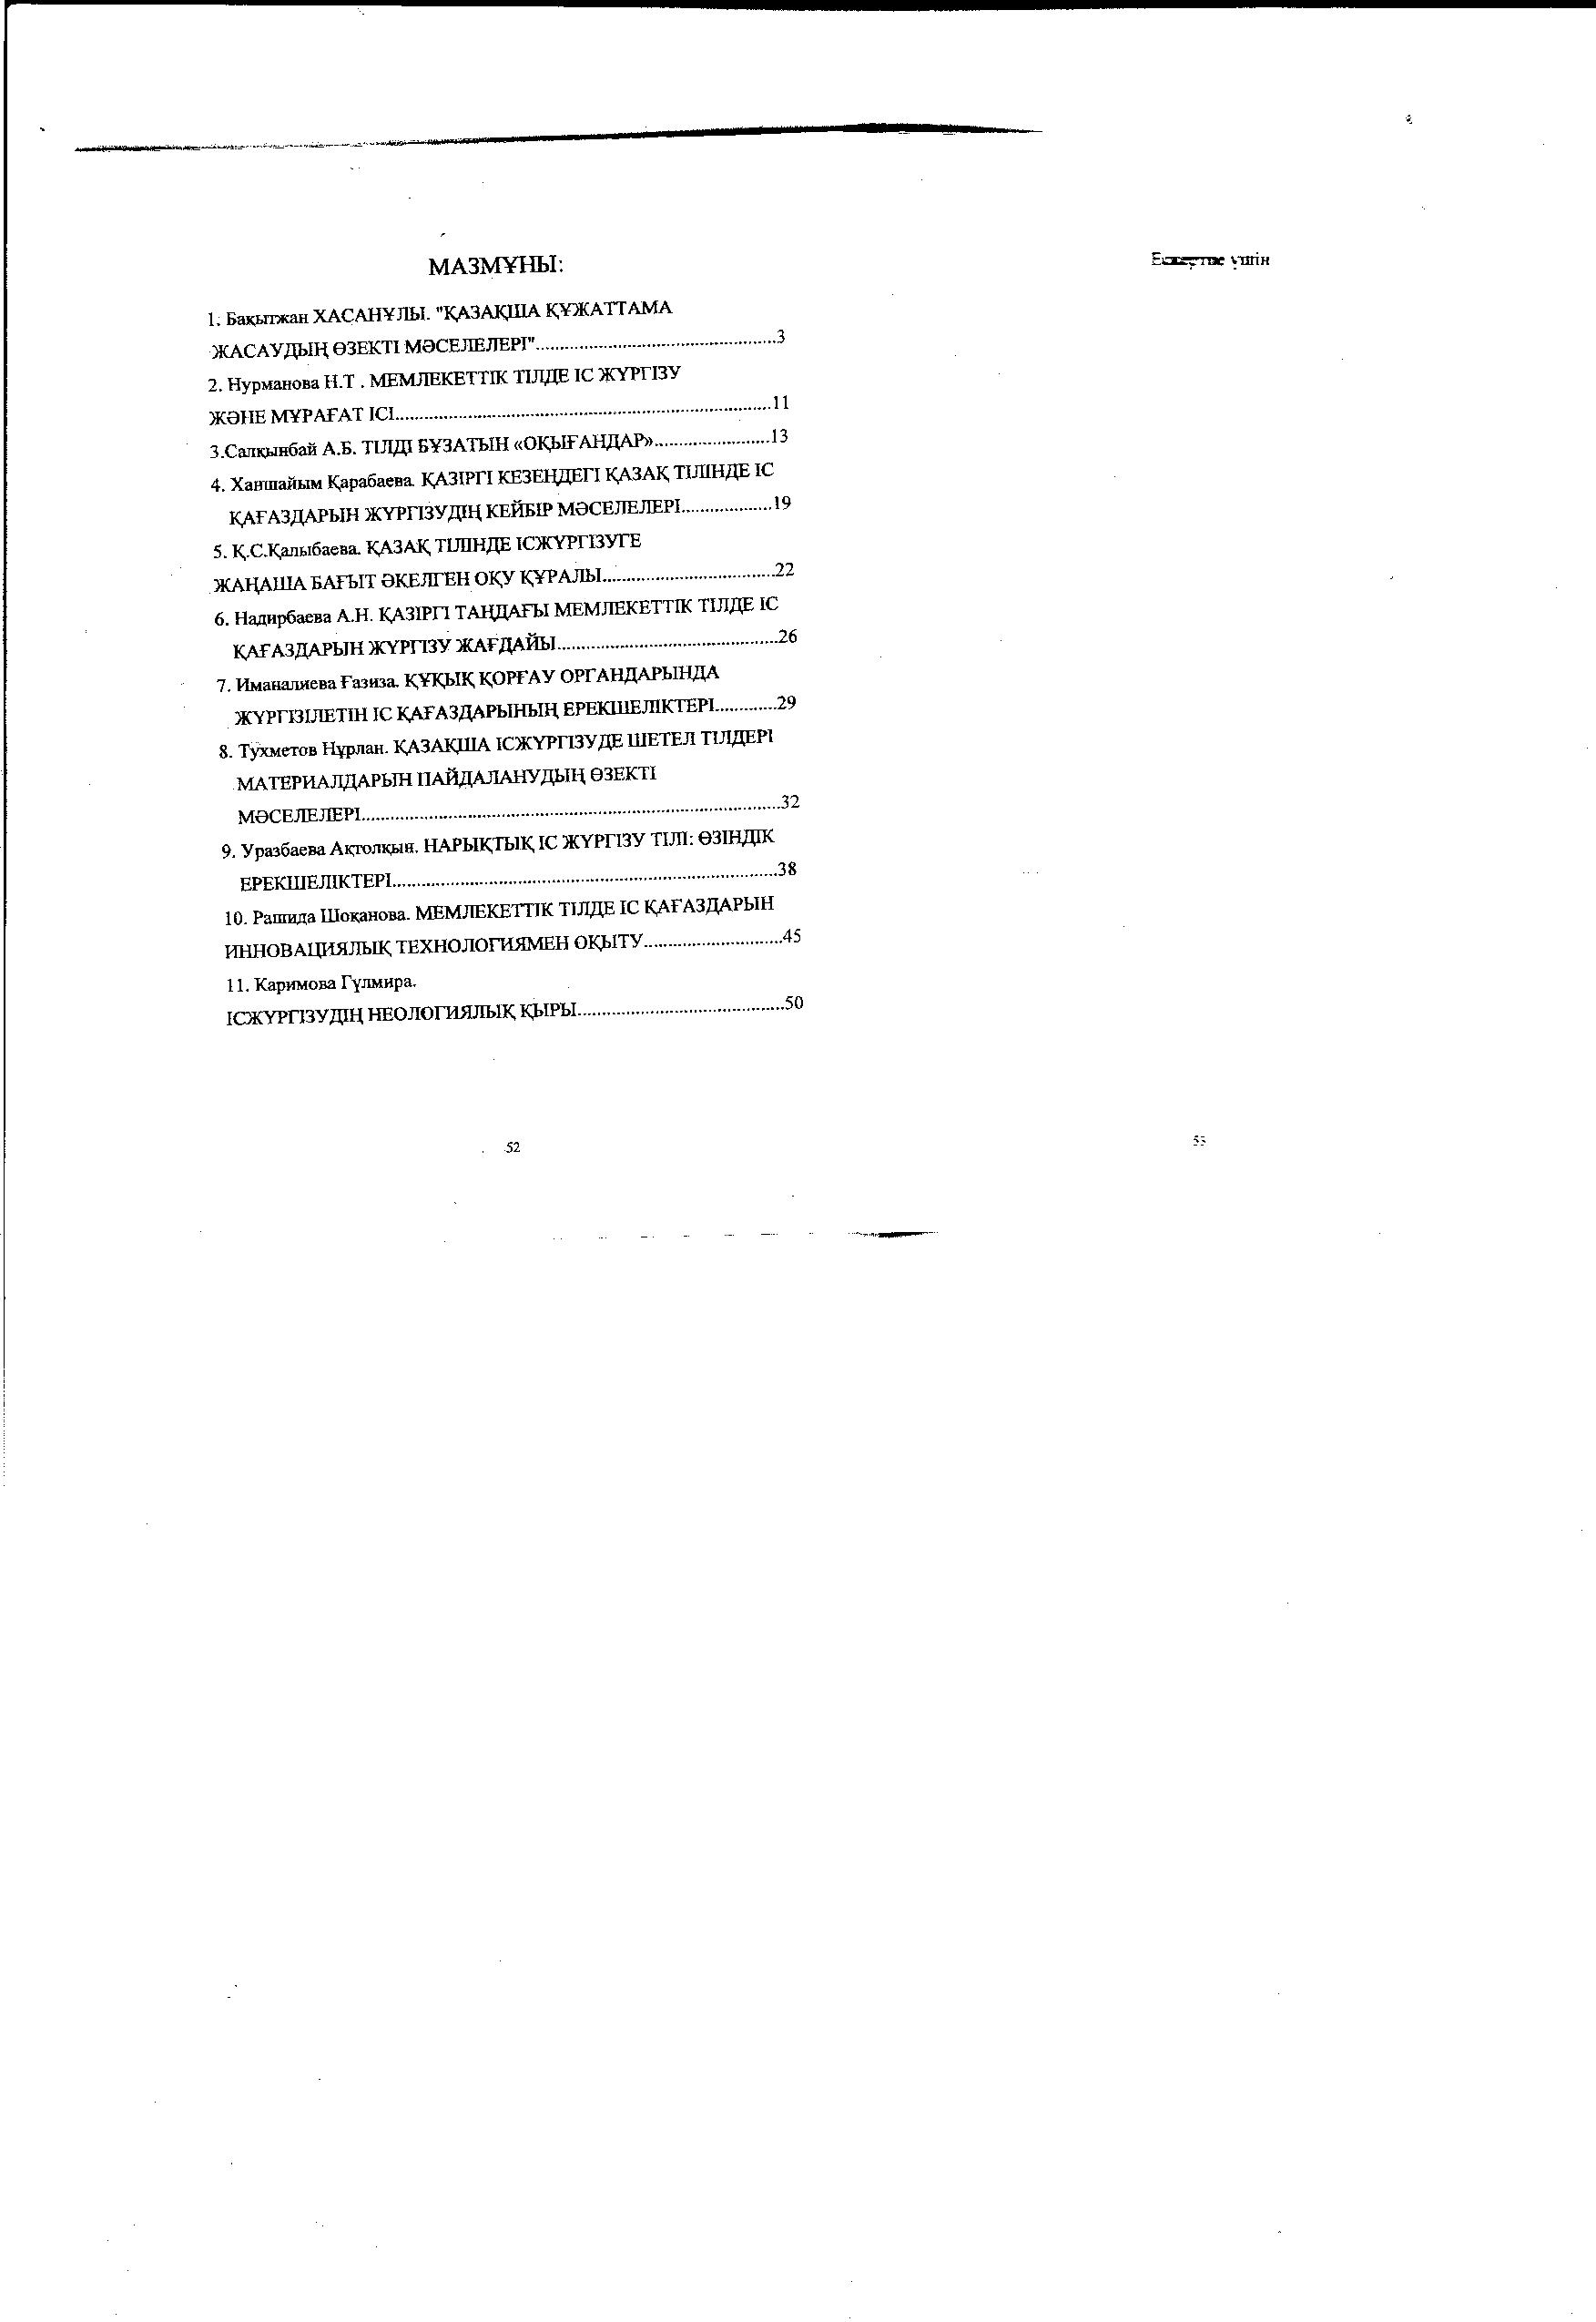 МАЗМҰНЫ:
1. Бақытжан ХАСАНҰЛЫ. "ҚАЗАҚША ҚҰЖАТТАМА
ЖАСАУДЫҢ ӨЗЕКТІ МӘСЕЛЕЛЕРІ"..................................................3
2. Нурманова Н.Т . МЕМЛЕКЕТТІК ТІЛДЕ ІС ЖҮРГІЗУ
ЖӘНЕ МҰРАҒАТ ІСІ..............................................................................11
3.Салқынбай А.Б. ТІЛДІ БҰЗАТЫН «ОҚЫҒАНДАР»........................13
4. Ханшайым Қарабаева. ҚАЗІРГІ КЕЗЕҢДЕГІ ҚАЗАҚ ТІЛІНДЕ ІС
ҚАҒАЗДАРЫН ЖҮРГІЗУДІҢ КЕЙБІР МӘСЕЛЕЛЕРІ...................19
5. Қ.С.Қалыбаева. ҚАЗАҚ ТІЛІНДЕ ІСЖҮРГІЗУГЕ
ЖАҢАША БАҒЫТ ӘКЕЛГЕН ОҚУ ҚҰРАЛЫ....................................22
6. Надирбаева А.Н. ҚАЗІРГІ ТАҢДАҒЫ МЕМЛЕКЕТТІК ТІЛДЕ ІС
ҚАҒАЗДАРЫН ЖҮРГІЗУ ЖАҒДАЙЫ..............................................26
7. Иманалиева Ғазиза. ҚҰҚЫҚ ҚОРҒАУ ОРГАНДАРЫНДА
ЖҮРГІЗІЛЕТІН ІС ҚАҒАЗДАРЫНЫҢ ЕРЕКШЕЛІКТЕРІ.............29
8. Тухметов Нұрлан. ҚАЗАҚША ІСЖҮРГІЗУДЕ ШЕТЕЛ ТІЛДЕРІ
МАТЕРИАЛДАРЫН ПАЙДАЛАНУДЫҢ ӨЗЕКТІ
МӘСЕЛЕЛЕРІ.......................................................................................32
9. Уразбаева Ақтолқын. НАРЫҚТЫҚ ІС ЖҮРГІЗУ ТІЛІ: ӨЗІНДІК
ЕРЕКШЕЛІКТЕРІ................................................................................38
10. Рашида Шоқанова. МЕМЛЕКЕТТІК ТІЛДЕ ІС ҚАҒАЗДАРЫН
ИННОВАЦИЯЛЫҚ ТЕХНОЛОГИЯМЕН ОҚЫТУ.............................45
11. Каримова Гүлмира.
ІСЖҮРГІЗУДІҢ НЕОЛОГИЯЛЫҚ ҚЫРЫ...........................................50
52
үшін